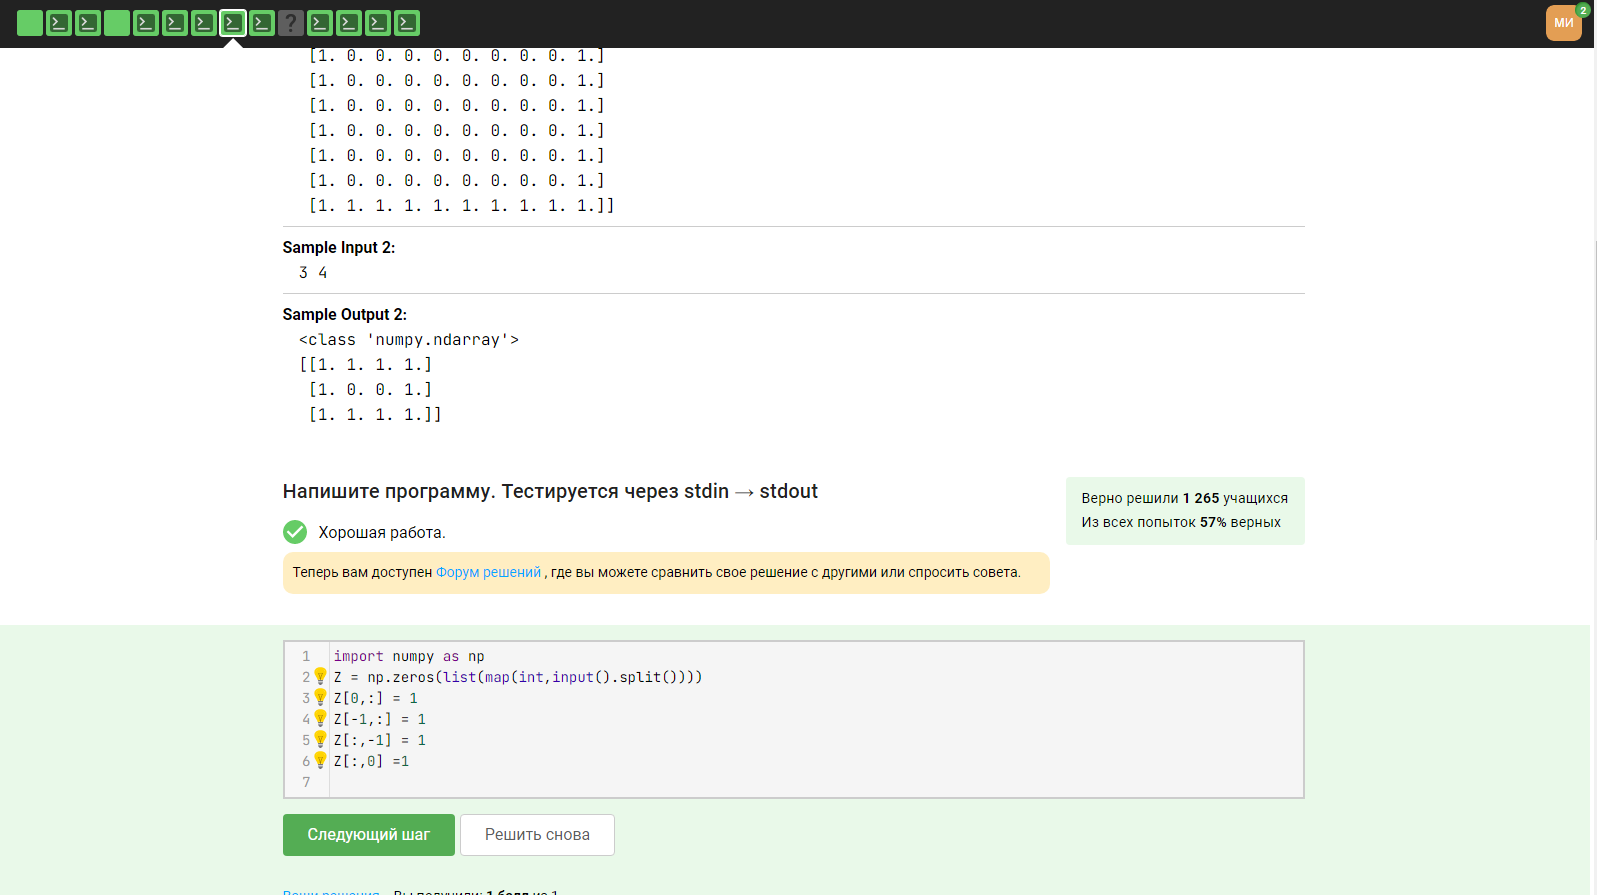 ?
МИ
2
[1. 0. 0. 0. 0. 0. 0. 0. 0. 1.]
[1. 0. 0. 0. 0. 0. 0. 0. 0. 1.]
[1. 0. 0. 0. 0. 0. 0. 0. 0. 1.]
[1. 0. 0. 0. 0. 0. 0. 0. 0. 1.]
[1. 0. 0. 0. 0. 0. 0. 0. 0. 1.]
[1. 0. 0. 0. 0. 0. 0. 0. 0. 1.]
[1. 1. 1. 1. 1. 1. 1. 1. 1. 1.]]
Sample Input 2:
3 4
Sample Output 2:
<class 'numpy.ndarray'>
[[1. 1. 1. 1.]
[1. 0. 0. 1.]
[1. 1. 1. 1.]]
Напишите программу. Тестируется через stdin → stdout
Верно решили 1 265 учащихся
Из всех попыток 57% верных
Хорошая работа.
Теперь вам доступен Форум решений , где вы можете сравнить свое решение с другими или спросить совета.
1 import numpy as np
2 Z = np.zeros(list(map(int,input().split())))
3 Z[0,:] = 1
4 Z[-1,:] = 1
5 Z[:,-1] = 1
6 Z[:,0] =1
7
Следующий шаг
Решить снова
Ваши решения Вы получили: 1 балл из 1